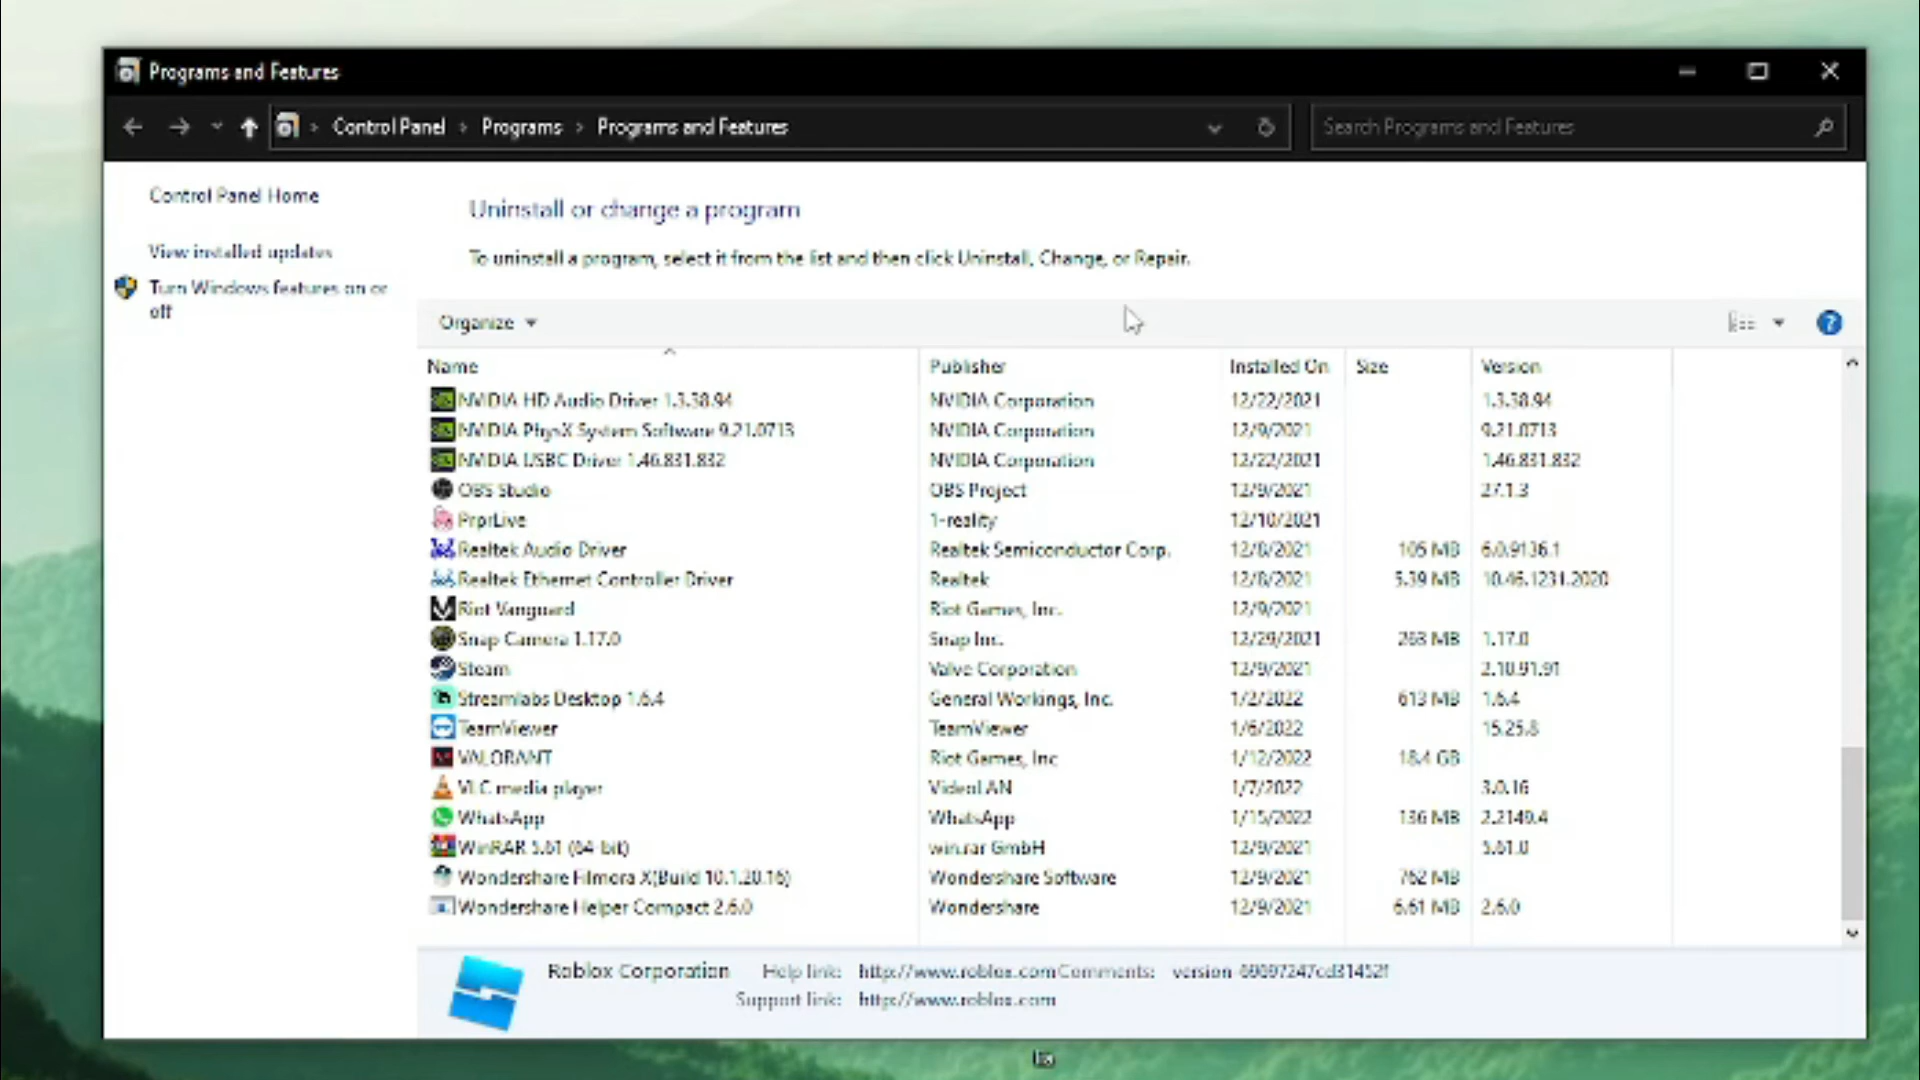 Programs and Features
Control Panel > Programs > Programs and Features
Search Programs and Features
Control Panel Home
View installed updates
Turn Windows features on or
off
Uninstall or change a program
To uninstall a program, select it from the list and then click Uninstall, Change, or Repair.
Organize
Name Publisher Installed On Size Version
NVIDIA HD Audio Driver 1.3.38.94 NVIDIA Corporation 12/22/2021 1.3.38.94
NVIDIA PhysX System Software 9.21.0713 NVIDIA Corporation 12/9/2021 9.21.0713
NVIDIA USBC Driver 1.46.831.832 NVIDIA Corporation 12/22/2021 1.46.831.832
OBS Studio OBS Project 12/9/2021 27.1.3
PrprLive 1-reality 12/10/2021
Realtek Audio Driver Realtek Semiconductor Corp. 12/8/2021 105 MB 6.0.9136.1
Realtek Ethernet Controller Driver Realtek 12/8/2021 5.39 MB 10.46.1231.2020
Riot Vanguard Riot Games, Inc. 12/9/2021
Snap Camera 1.17.0 Snap Inc. 12/29/2021 263 MB 1.17.0
Steam Valve Corporation 12/9/2021 2.10.91.91
Streamlabs Desktop 1.6.4 General Workings, Inc. 1/2/2022 613 MB 1.6.4
TeamViewer TeamViewer 1/6/2022 15.25.8
VALORANT Riot Games, Inc 1/12/2022 18.4 GB
VLC media player VideoLAN 1/7/2022 3.0.16
WhatsApp WhatsApp 1/15/2022 136 MB 2.2149.4
WinRAR 5.61 (64-bit) win.rar GmbH 12/9/2021 5.61.0
Wondershare Filmora X(Build 10.1.20.16) Wondershare Software 12/9/2021 762 MB
Wondershare Helper Compact 2.6.0 Wondershare 12/9/2021 6.61 MB 2.6.0
Roblox Corporation Help link: http://www.roblox.com Comments:
Support link: http://www.roblox.com